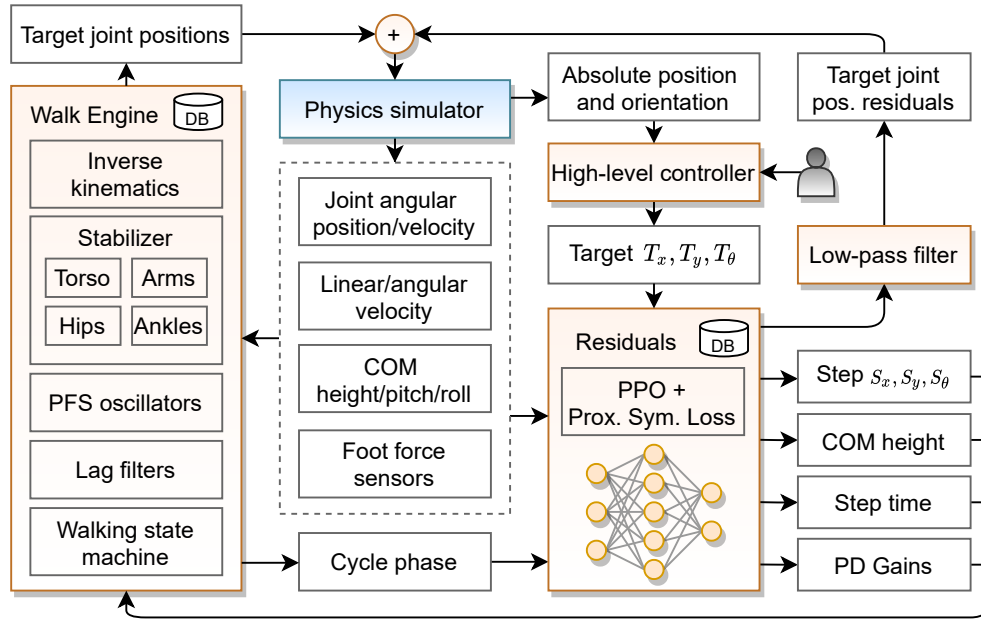 Target joint positions
+
Walk Engine
DB
Inverse
kinematics
Stabilizer
Torso
Arms
Hips
Ankles
PFS oscillators
Lag filters
Walking state
machine
Physics simulator
Joint angular
position/velocity
Linear/angular
velocity
COM
height/pitch/roll
Foot force
sensors
Cycle phase
Absolute position
and orientation
High-level controller
Target T_x, T_y, T_θ
Residuals
DB
PPO +
Prox. Sym. Loss
Target joint
pos. residuals
Low-pass filter
Step S_x, S_y, S_θ
COM height
Step time
PD Gains